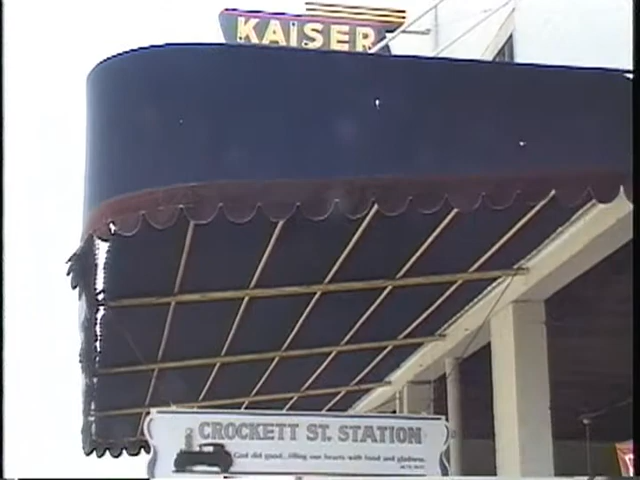 KAISER
CROCKETT ST. STATION
God did good...filling our hearts with food and gladness.